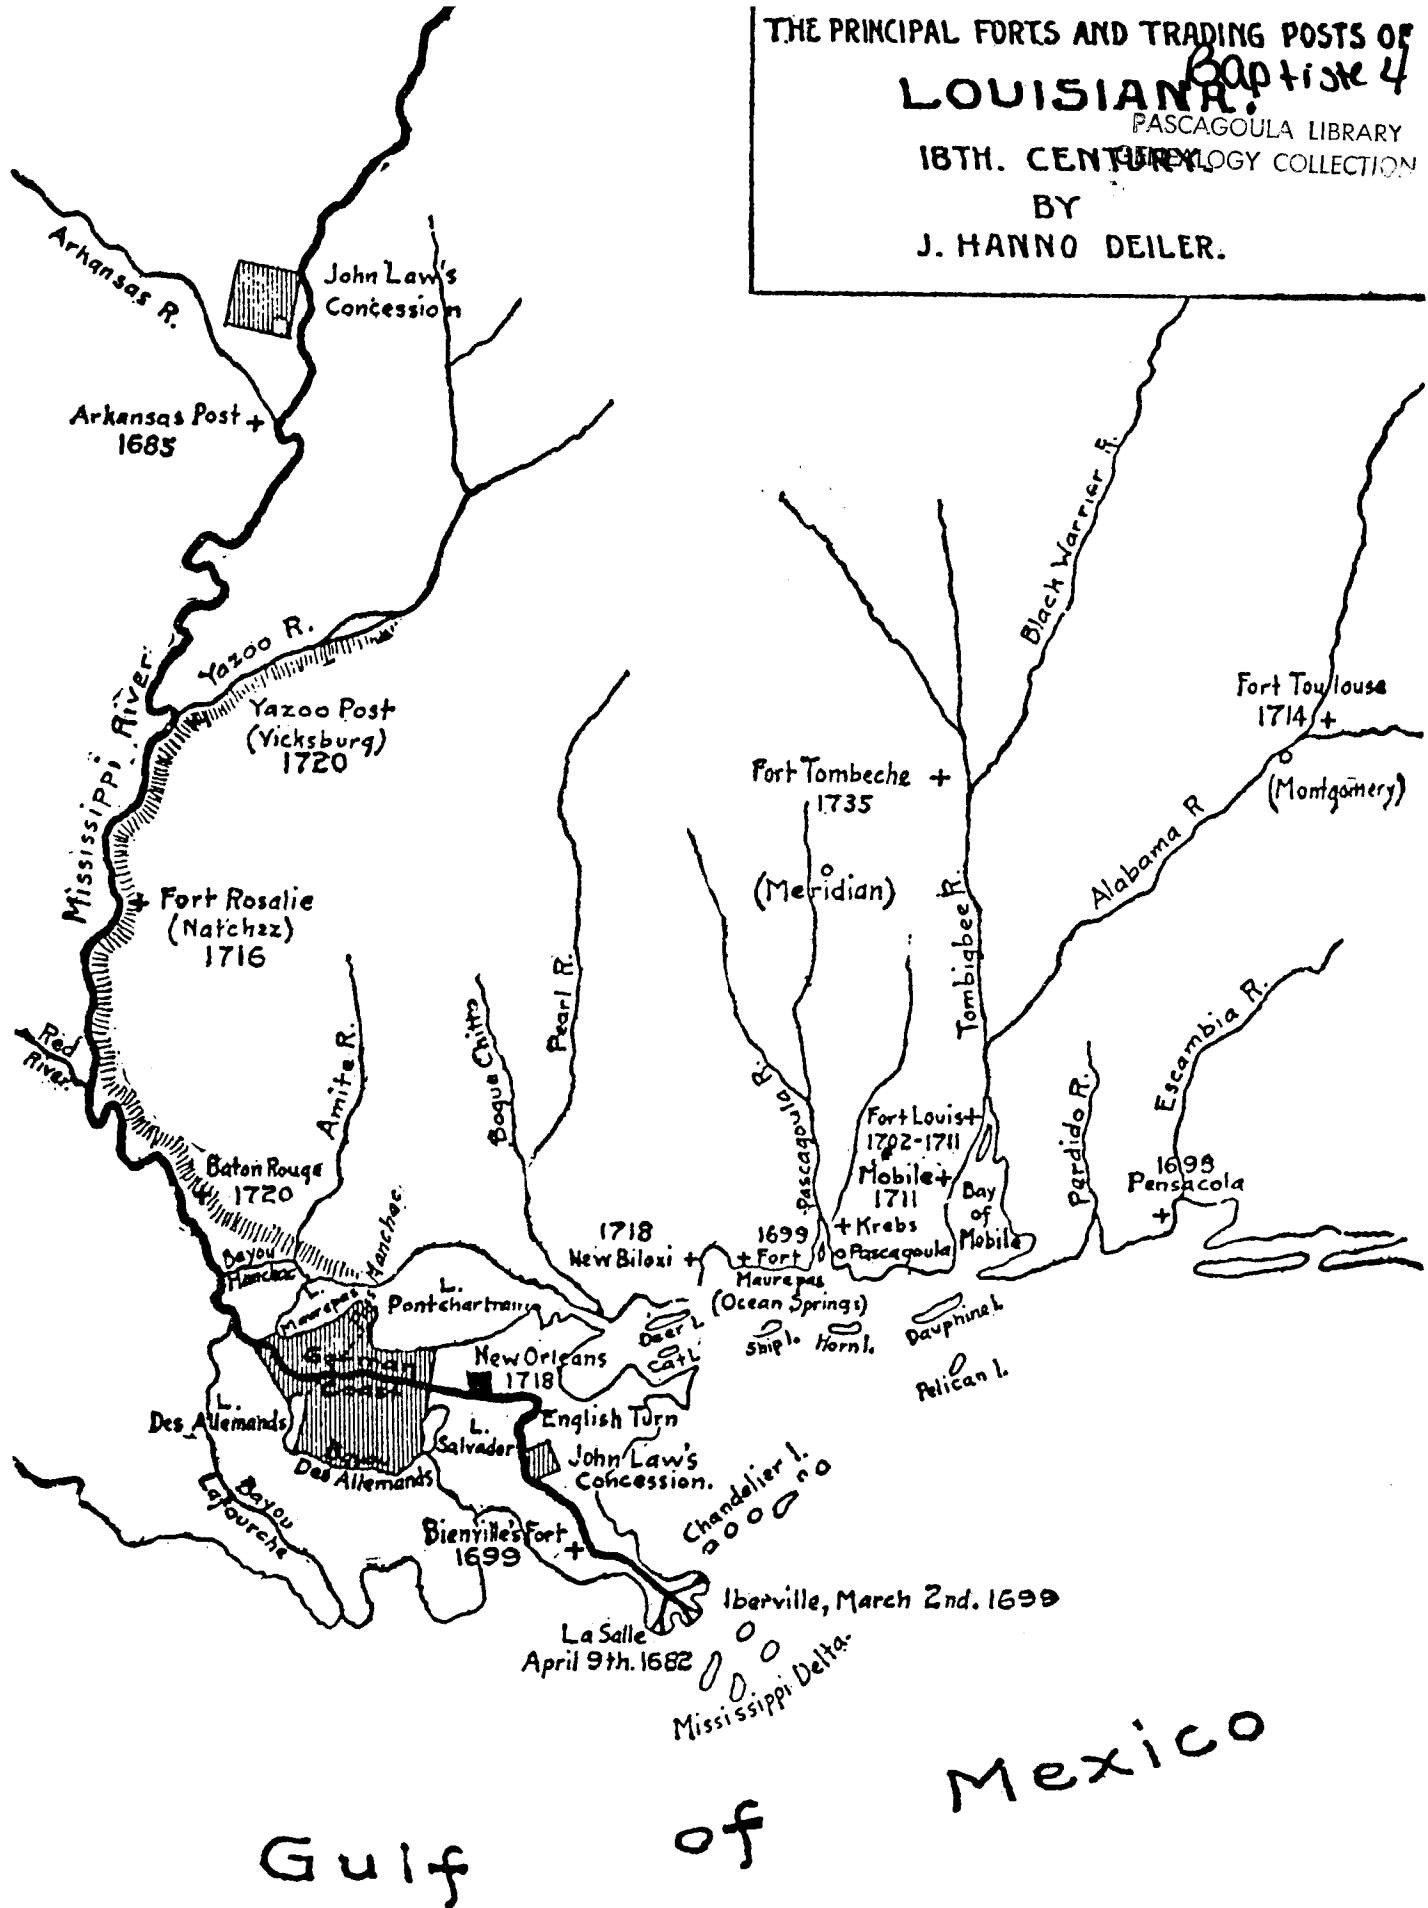 THE PRINCIPAL FORTS AND TRADING POSTS OF
Baptiste 4
LOUISIANA.
PASCAGOULA LIBRARY
GENEALOGY COLLECTION
18TH. CENTURY.
BY
J. HANNO DEILER.
Arkansas R.
John Law's
Concession
Arkansas Post
1685
Black Warrior R.
Yazoo R.
Mississippi River
Yazoo Post
(Vicksburg)
1720
Fort Toulouse
1714
(Montgomery)
Fort Tombeche
1735
Alabama R
(Meridian)
Fort Rosalie
(Natchez)
1716
Tombigbee R.
Pearl R.
Bogue Chitto
Amite R.
Red
River.
Escambia R.
Perdido R.
Pascagoula R.
Fort Louis
1702-1711
Mobile
1711
Bay
of
Mobile
1698
Pensacola
Baton Rouge
1720
Krebs
Pascagoula
1718
New Biloxi
1699
Fort
Maurepas
(Ocean Springs)
Bayou
Manchac
Pass Manchac
L.
Maurepas
L.
Pontchartrain
Deer I.
Cat I.
Ship I.
Horn I.
Dauphine I.
Pelican I.
German
Coast
New Orleans
1718
English Turn
L.
Des Allemands
L.
Salvador
Bayou
Des Allemands
John Law's
Concession.
Chandelier I.
Bayou
Lafourche
Bienville's Fort
1699
Iberville, March 2nd. 1699
La Salle
April 9th. 1682
Mississippi Delta.
Gulf of Mexico